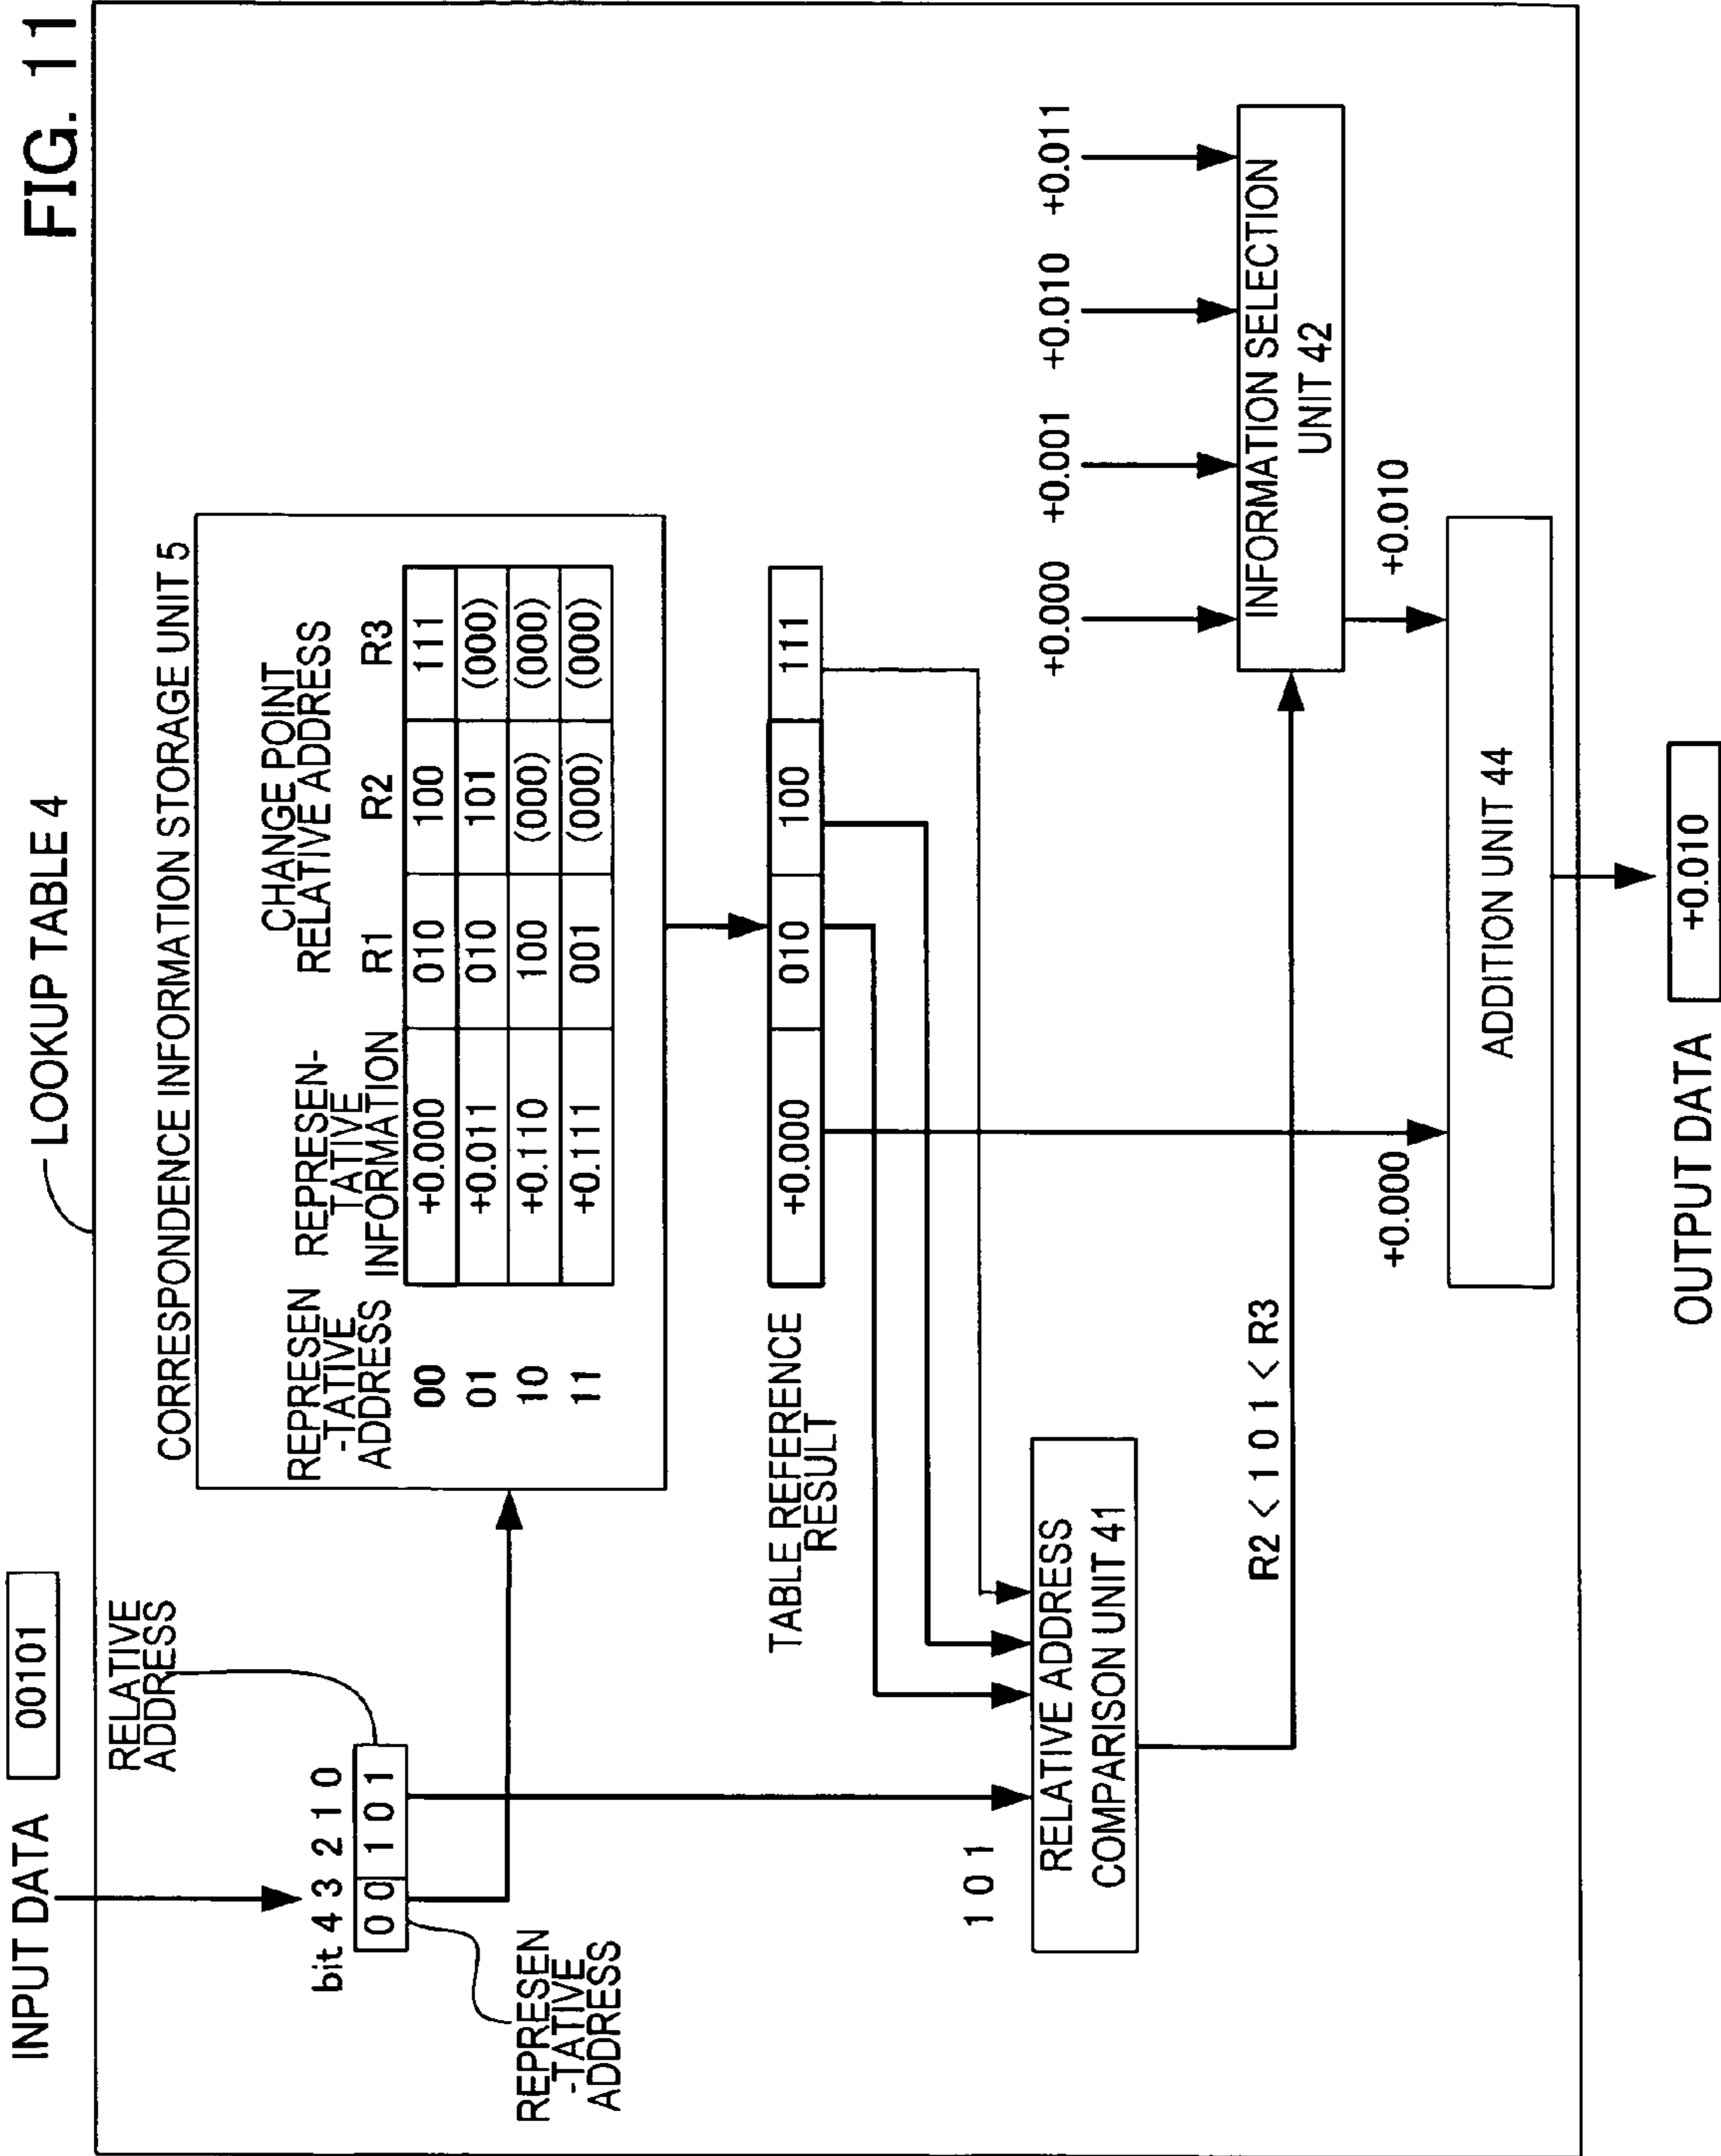 FIG. 11
LOOKUP TABLE 4
INPUT DATA 00101
RELATIVE
ADDRESS
bit 4 3 2 1 0
0 0 1 0 1
REPRESEN
-TATIVE
ADDRESS
CORRESPONDENCE INFORMATION STORAGE UNIT 5
REPRESEN
-TATIVE
ADDRESS
REPRESEN-
TATIVE
INFORMATION
CHANGE POINT
RELATIVE ADDRESS
R1 R2 R3
00 +0.000 010 100 111
01 +0.011 010 101 (000)
10 +0.110 100 (000) (000)
11 +0.111 001 (000) (000)
TABLE REFERENCE
RESULT
+0.000 010 100 111
1 0 1
RELATIVE ADDRESS
COMPARISON UNIT 41
R2 < 1 0 1 < R3
+0.000 +0.001 +0.010 +0.011
INFORMATION SELECTION
UNIT 42
+0.000
+0.010
ADDITION UNIT 44
OUTPUT DATA +0.010